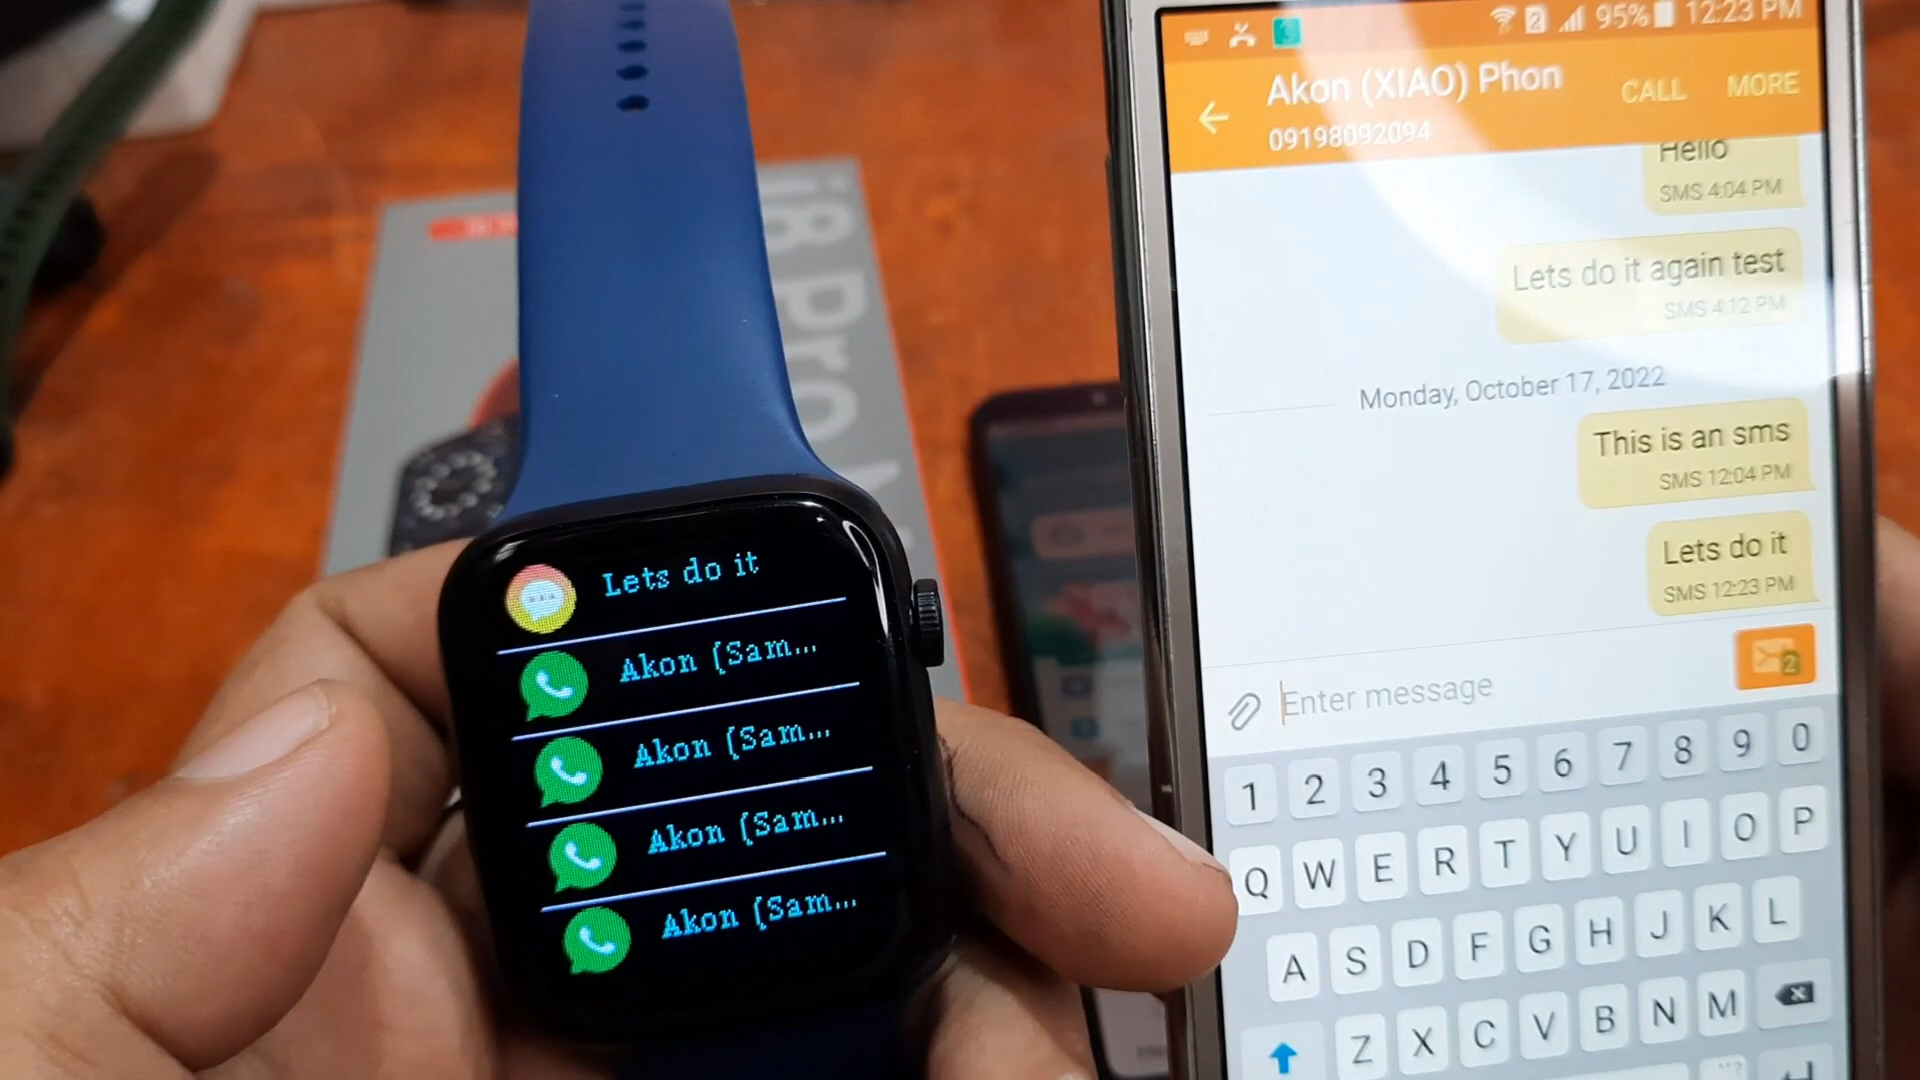 i8 Pro
Lets do it
Akon (Sam...
Akon (Sam...
Akon (Sam...
Akon (Sam...
2
95%
12:23 PM
Akon (XIAO) Phon
09198092094
CALL
MORE
Hello
SMS 4:04 PM
Lets do it again test
SMS 4:12 PM
Monday, October 17, 2022
This is an sms
SMS 12:04 PM
Lets do it
SMS 12:23 PM
Enter message
2
1 2 3 4 5 6 7 8 9 0
Q W E R T Y U I O P
A S D F G H J K L
Z X C V B N M